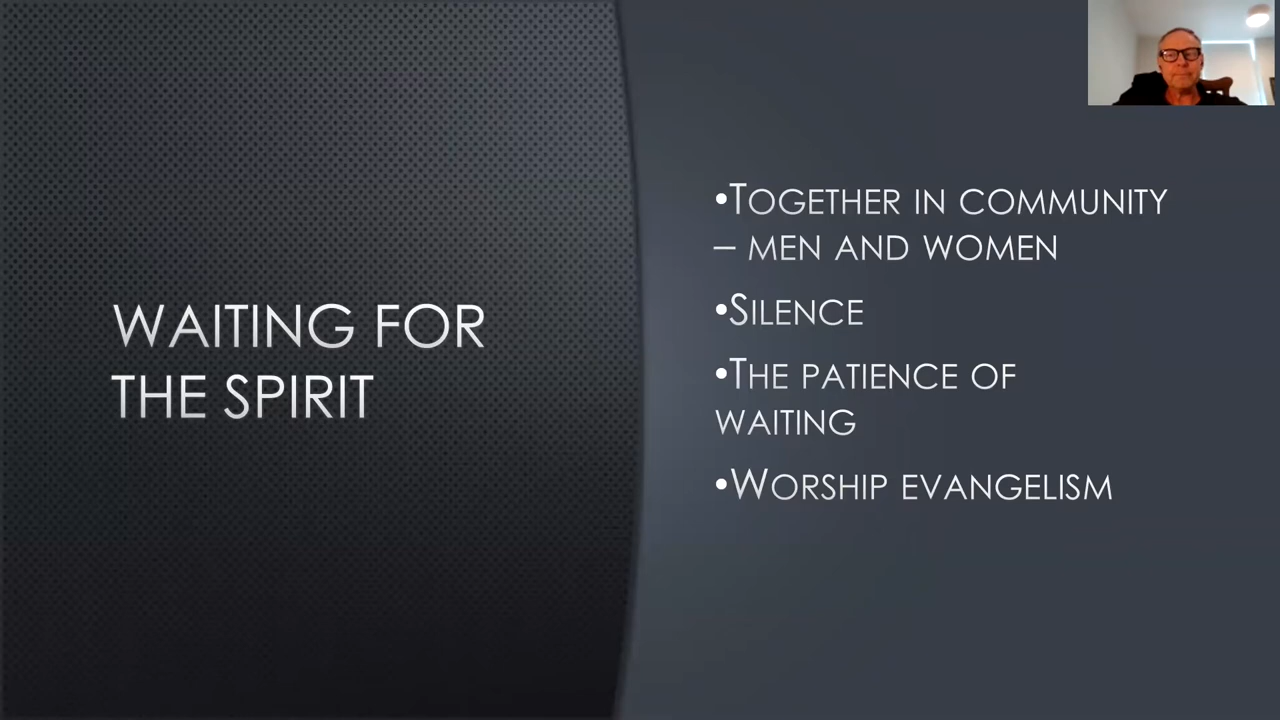 WAITING FOR
THE SPIRIT
•TOGETHER IN COMMUNITY
– MEN AND WOMEN
•SILENCE
•THE PATIENCE OF
WAITING
•WORSHIP EVANGELISM